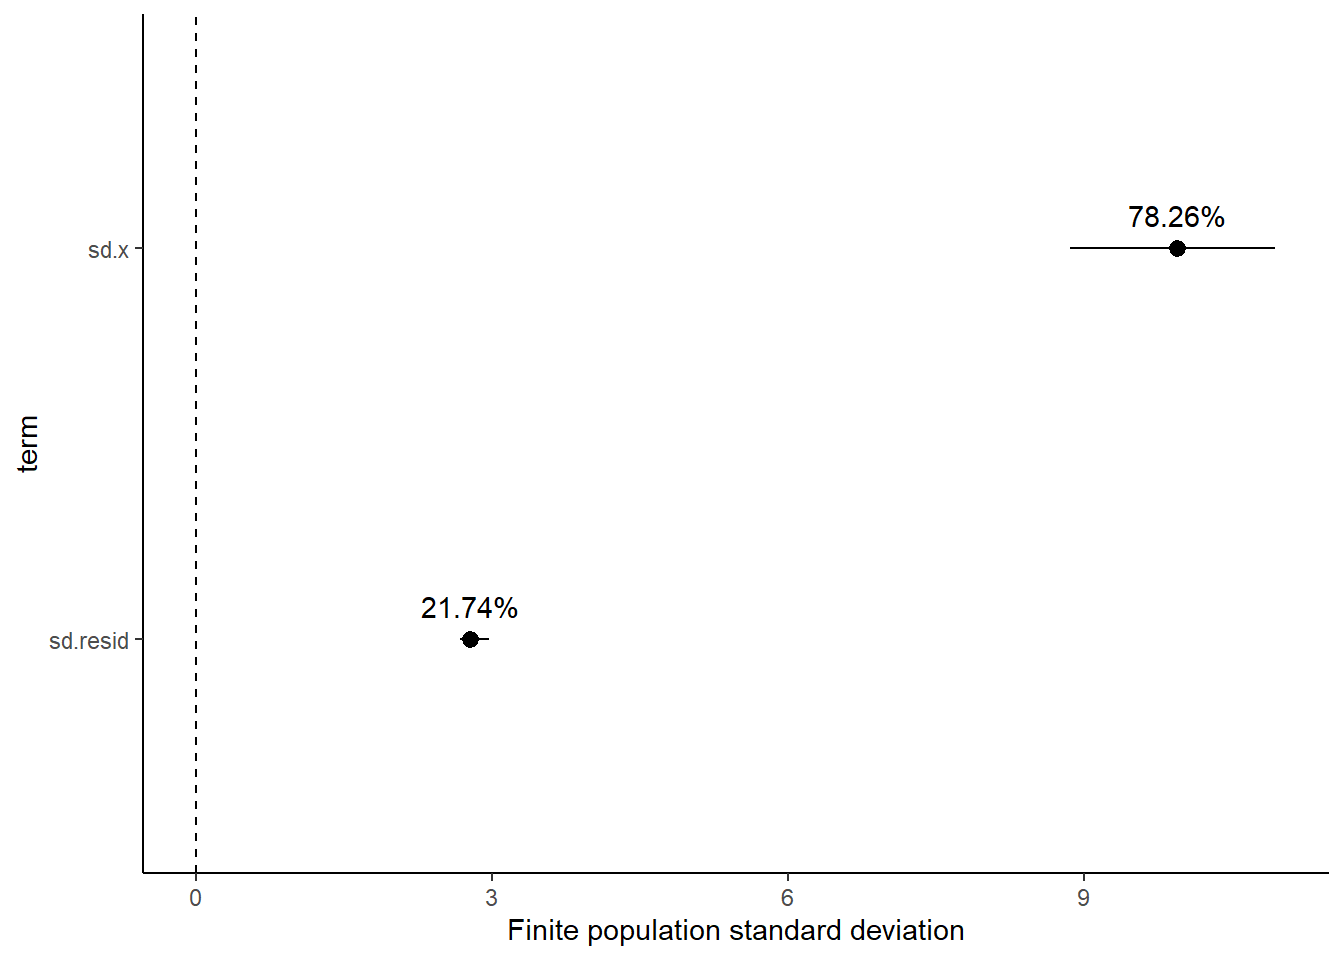 78.26%
sd.x
term
21.74%
sd.resid
0 3 6 9
Finite population standard deviation